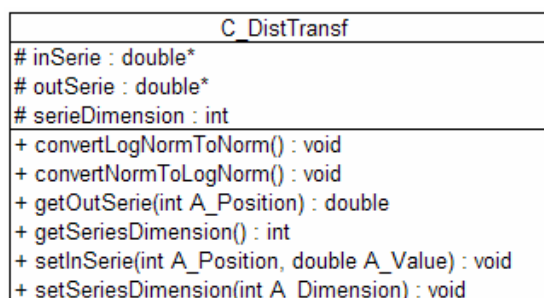 C_DistTransf
# inSerie : double*
# outSerie : double*
# serieDimension : int
+ convertLogNormToNorm() : void
+ convertNormToLogNorm() : void
+ getOutSerie(int A_Position) : double
+ getSeriesDimension() : int
+ setInSerie(int A_Position, double A_Value) : void
+ setSeriesDimension(int A_Dimension) : void